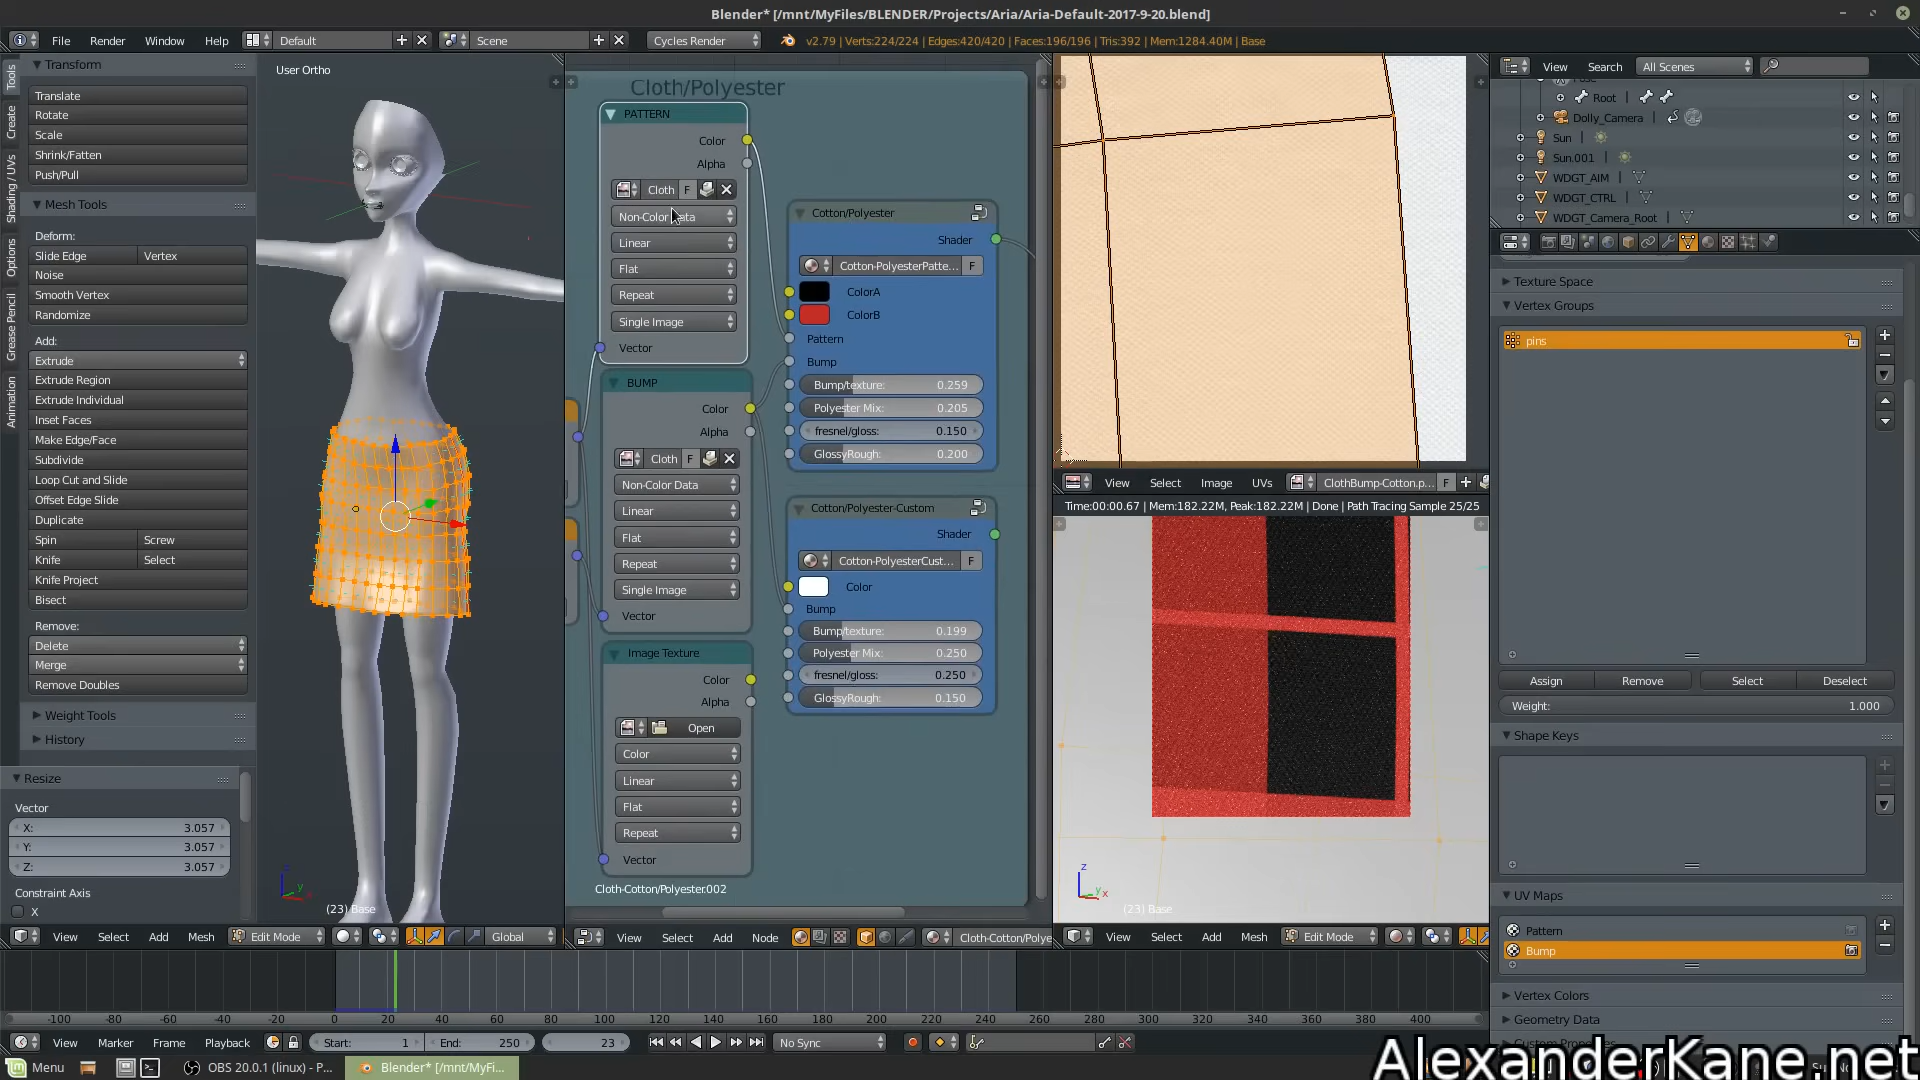 Blender* [/mnt/MyFiles/BLENDER/Projects/Aria/Aria-Default-2017-9-20.blend]
File Render Window Help Default Scene Cycles Render v2.79 | Verts:224/224 | Edges:420/420 | Faces:196/196 | Tris:392 | Mem:1284.40M | Base
Tools
Create
Shading / UVs
Options
Grease Pencil
Animation
Transform
Translate
Rotate
Scale
Shrink/Fatten
Push/Pull
Mesh Tools
Deform:
Slide Edge Vertex
Noise
Smooth Vertex
Randomize
Add:
Extrude
Extrude Region
Extrude Individual
Inset Faces
Make Edge/Face
Subdivide
Loop Cut and Slide
Offset Edge Slide
Duplicate
Spin Screw
Knife Select
Knife Project
Bisect
Remove:
Delete
Merge
Remove Doubles
Weight Tools
History
Resize
Vector
X: 3.057
Y: 3.057
Z: 3.057
Constraint Axis
X
User Ortho
(23) Base
View Select Add Mesh Edit Mode Global
Cloth/Polyester
PATTERN
Color
Alpha
Cloth F
Non-Color Data
Linear
Flat
Repeat
Single Image
Vector
BUMP
Color
Alpha
Cloth F
Non-Color Data
Linear
Flat
Repeat
Single Image
Vector
Image Texture
Color
Alpha
Open
Color
Linear
Flat
Repeat
Vector
Cloth-Cotton/Polyester.002
Cotton/Polyester
Shader
Cotton-PolyesterPatte... F
ColorA
ColorB
Pattern
Bump
Bump/texture: 0.259
Polyester Mix: 0.205
fresnel/gloss: 0.150
GlossyRough: 0.200
Cotton/Polyester-Custom
Shader
Cotton-PolyesterCust... F
Color
Bump
Bump/texture: 0.199
Polyester Mix: 0.250
fresnel/gloss: 0.250
GlossyRough: 0.150
View Select Add Node Cloth-Cotton/Polye
View Select Image UVs ClothBump-Cotton.p... F
Time:00:00.67 | Mem:182.22M, Peak:182.22M | Done | Path Tracing Sample 25/25
(23) Base
View Select Add Mesh Edit Mode
View Search All Scenes
Root
Dolly_Camera
Sun
Sun.001
WDGT_AIM
WDGT_CTRL
WDGT_Camera_Root
Texture Space
Vertex Groups
pins
Assign Remove Select Deselect
Weight: 1.000
Shape Keys
UV Maps
Pattern
Bump
Vertex Colors
Geometry Data
-100 -80 -60 -40 -20 0 20 40 60 80 100 120 140 160 180 200 220 240 260 280 300 320 340 360 380 400
View Marker Frame Playback Start: 1 End: 250 23 No Sync
Menu OBS 20.0.1 (linux) - P... Blender* [/mnt/MyFi...
AlexanderKane.net